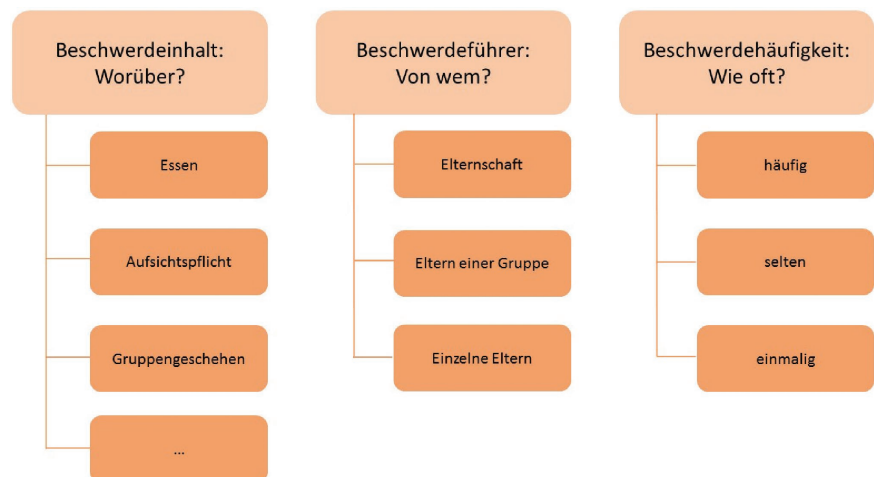 Beschwerdeinhalt:
Worüber?
Essen
Aufsichtspflicht
Gruppengeschehen
...
Beschwerdeführer:
Von wem?
Elternschaft
Eltern einer Gruppe
Einzelne Eltern
Beschwerdehäufigkeit:
Wie oft?
häufig
selten
einmalig